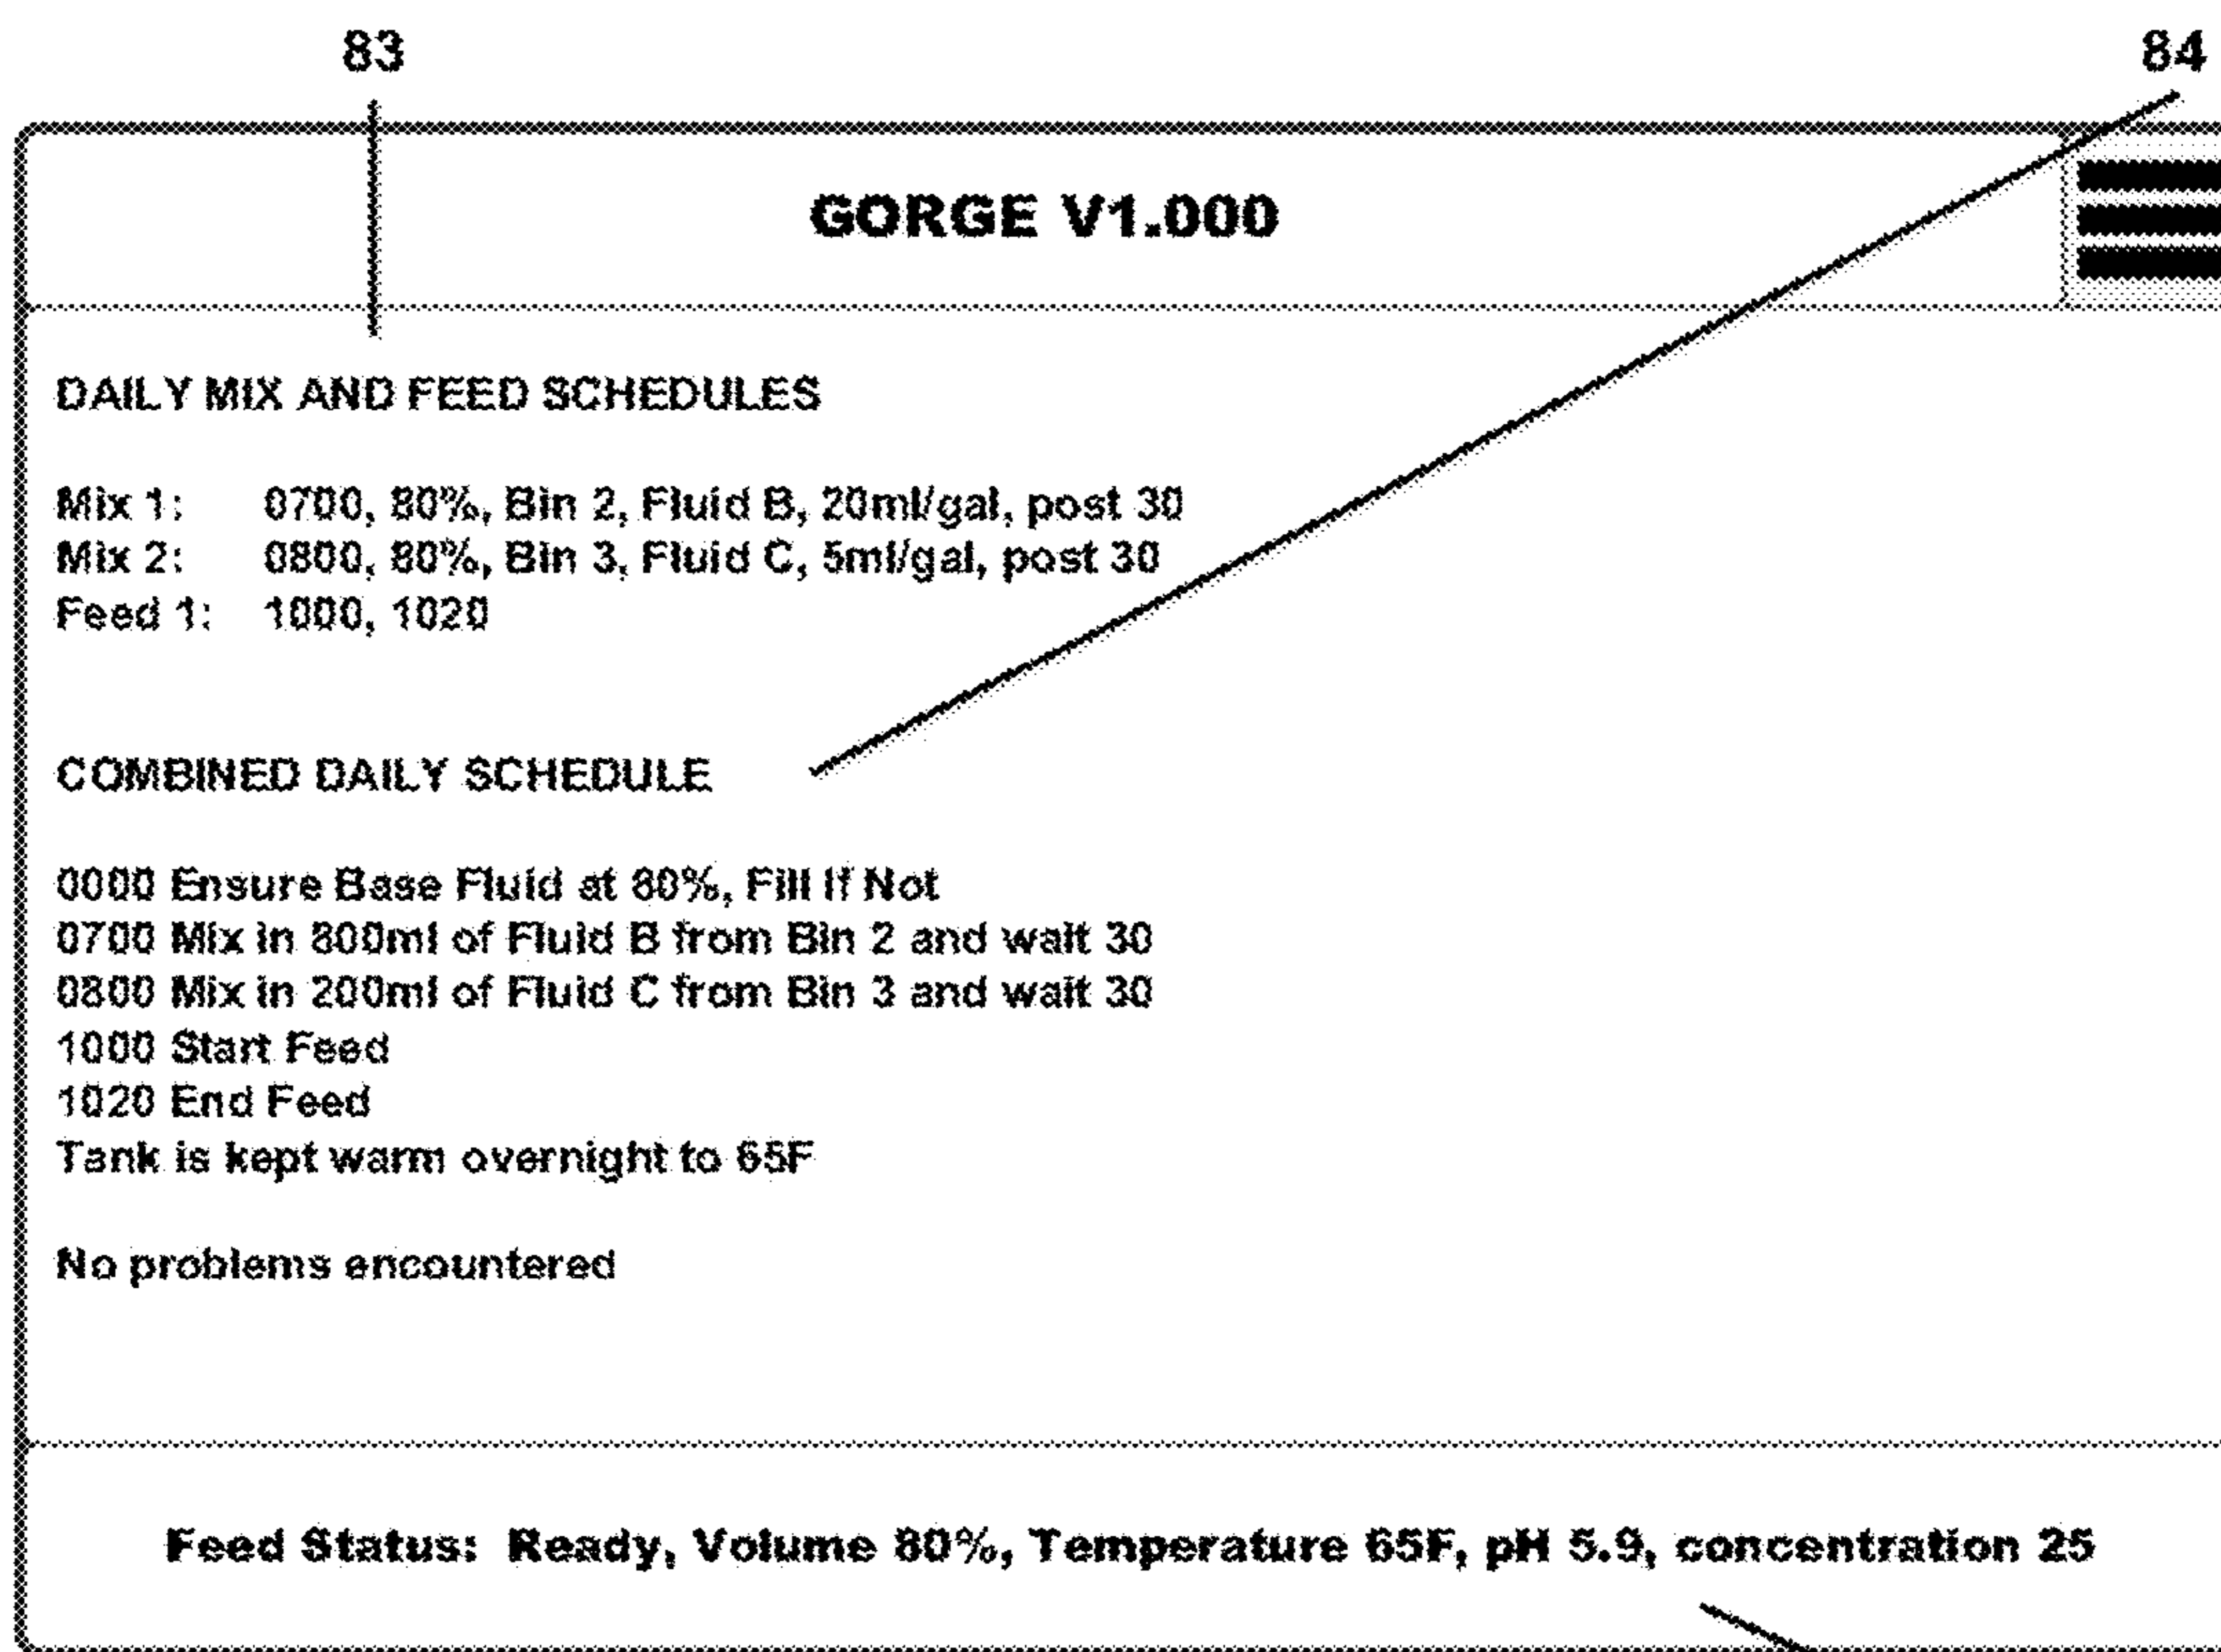 83
84
GORGE V1.000
DAILY MIX AND FEED SCHEDULES
Mix 1: 0700, 80%, Bin 2, Fluid B, 20ml/gal, post 30
Mix 2: 0800, 80%, Bin 3, Fluid C, 5ml/gal, post 30
Feed 1: 1000, 1020
COMBINED DAILY SCHEDULE
0000 Ensure Base Fluid at 80%, Fill If Not
0700 Mix in 800ml of Fluid B from Bin 2 and wait 30
0800 Mix in 200ml of Fluid C from Bin 3 and wait 30
1000 Start Feed
1020 End Feed
Tank is kept warm overnight to 65F
No problems encountered
Feed Status: Ready, Volume 80%, Temperature 65F, pH 5.9, concentration 25